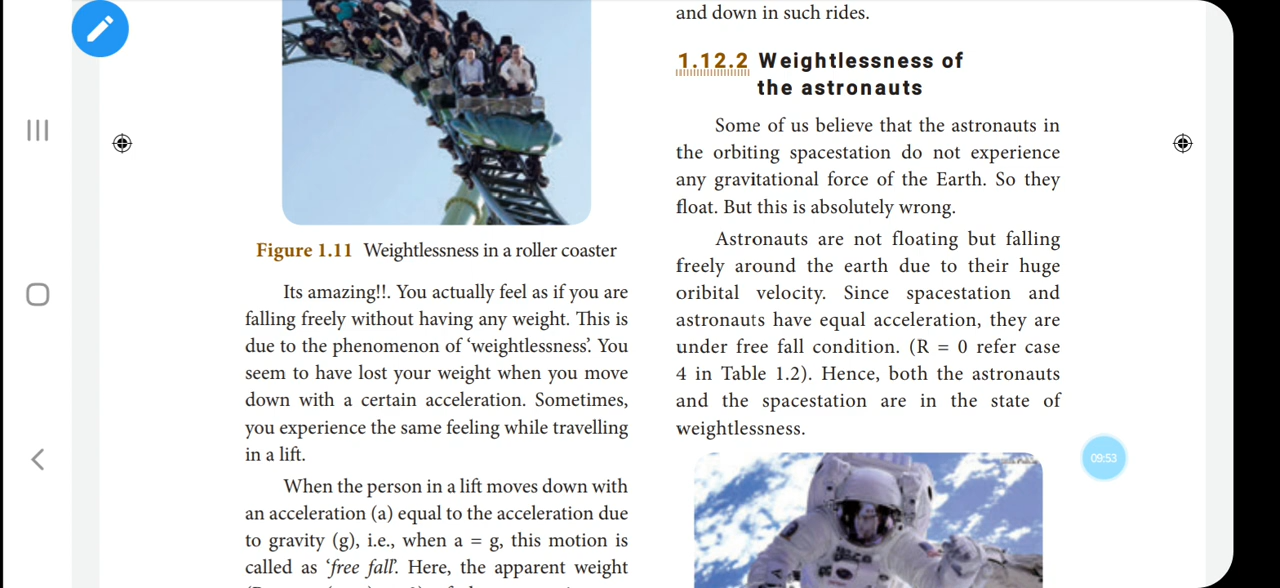 Figure 1.11 Weightlessness in a roller coaster
Its amazing!!. You actually feel as if you are
falling freely without having any weight. This is
due to the phenomenon of ‘weightlessness’. You
seem to have lost your weight when you move
down with a certain acceleration. Sometimes,
you experience the same feeling while travelling
in a lift.
When the person in a lift moves down with
an acceleration (a) equal to the acceleration due
to gravity (g), i.e., when a = g, this motion is
called as ‘free fall’. Here, the apparent weight
and down in such rides.
1.12.2 Weightlessness of
the astronauts
Some of us believe that the astronauts in
the orbiting spacestation do not experience
any gravitational force of the Earth. So they
float. But this is absolutely wrong.
Astronauts are not floating but falling
freely around the earth due to their huge
oribital velocity. Since spacestation and
astronauts have equal acceleration, they are
under free fall condition. (R = 0 refer case
4 in Table 1.2). Hence, both the astronauts
and the spacestation are in the state of
weightlessness.
09:53